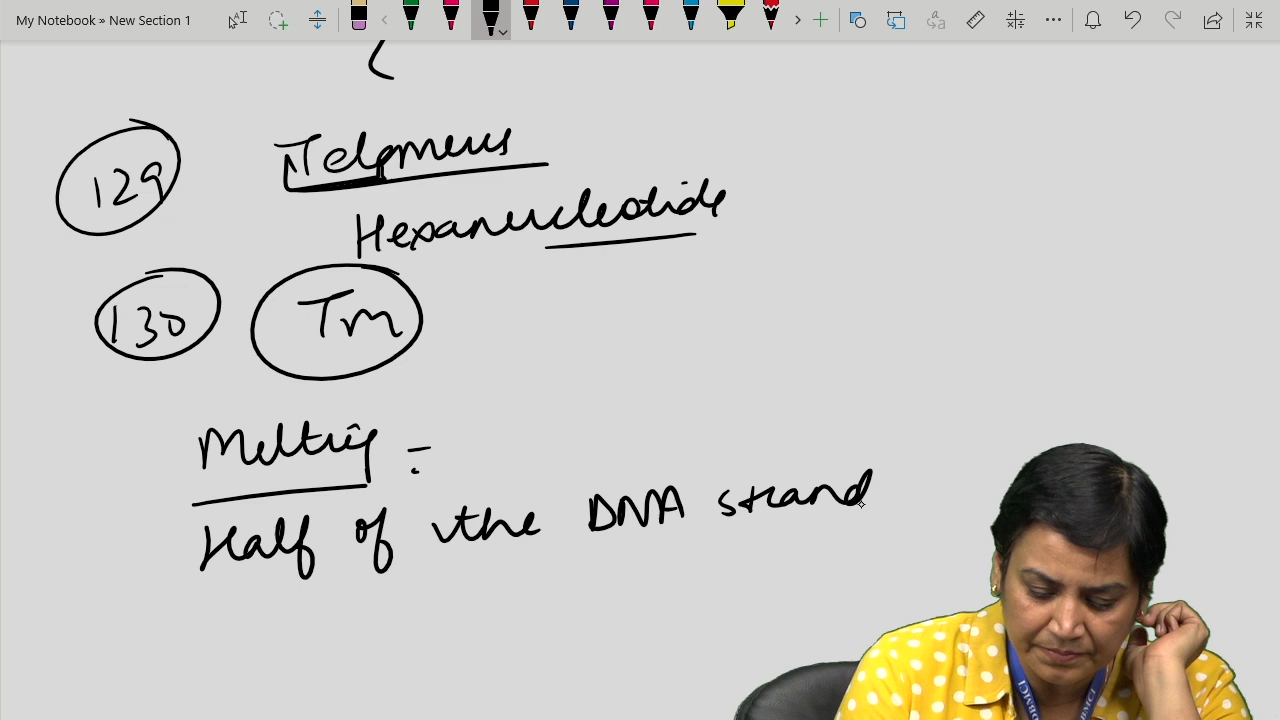 My Notebook » New Section 1
129
Telomeres
Hexanucleotide
130
Tm
Melting =
Half of the DNA strand